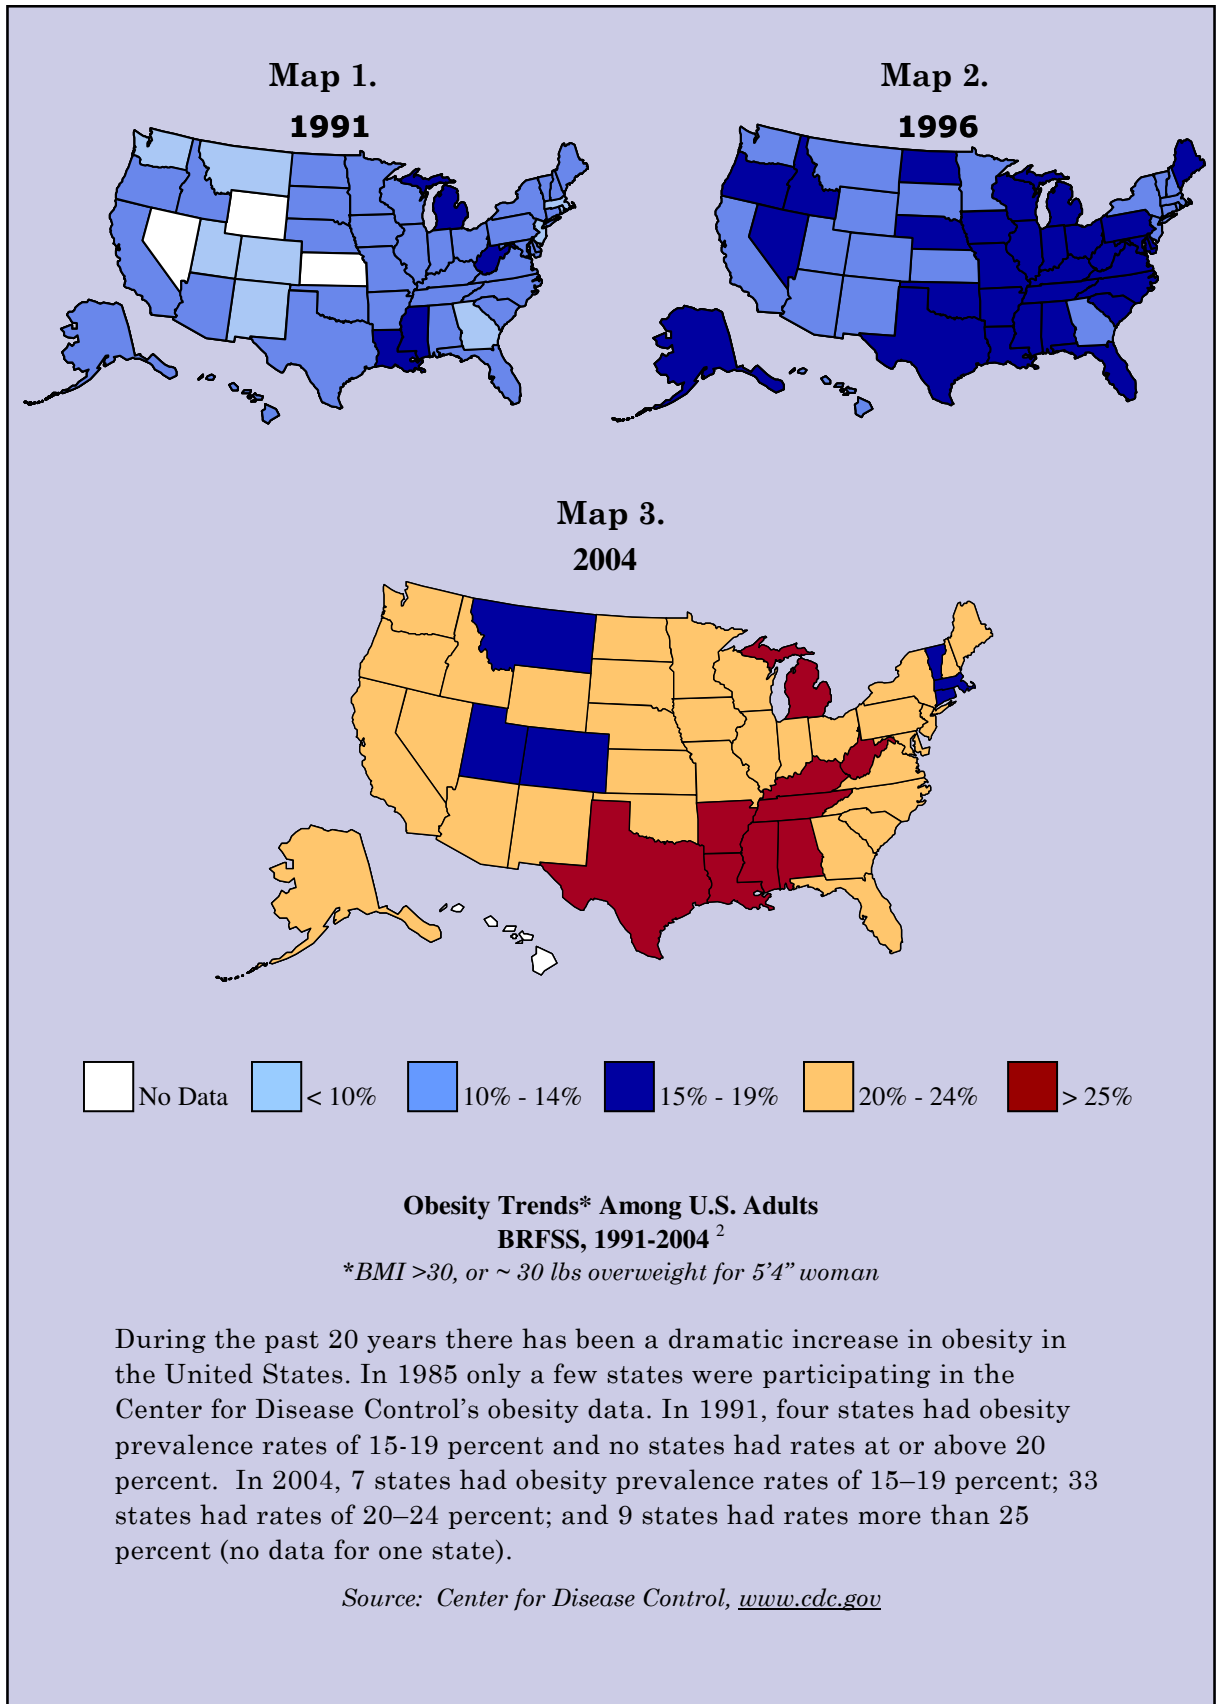 Map 1.
Map 2.
1991
1996
Map 3.
2004
No Data
< 10%
10% - 14%
15% - 19%
20% - 24%
> 25%
Obesity Trends* Among U.S. Adults
BRFSS, 1991-2004 2
*BMI >30, or ~ 30 lbs overweight for 5’4” woman
During the past 20 years there has been a dramatic increase in obesity in
the United States. In 1985 only a few states were participating in the
Center for Disease Control’s obesity data. In 1991, four states had obesity
prevalence rates of 15-19 percent and no states had rates at or above 20
percent.  In 2004, 7 states had obesity prevalence rates of 15–19 percent; 33
states had rates of 20–24 percent; and 9 states had rates more than 25
percent (no data for one state).
Source:  Center for Disease Control, www.cdc.gov